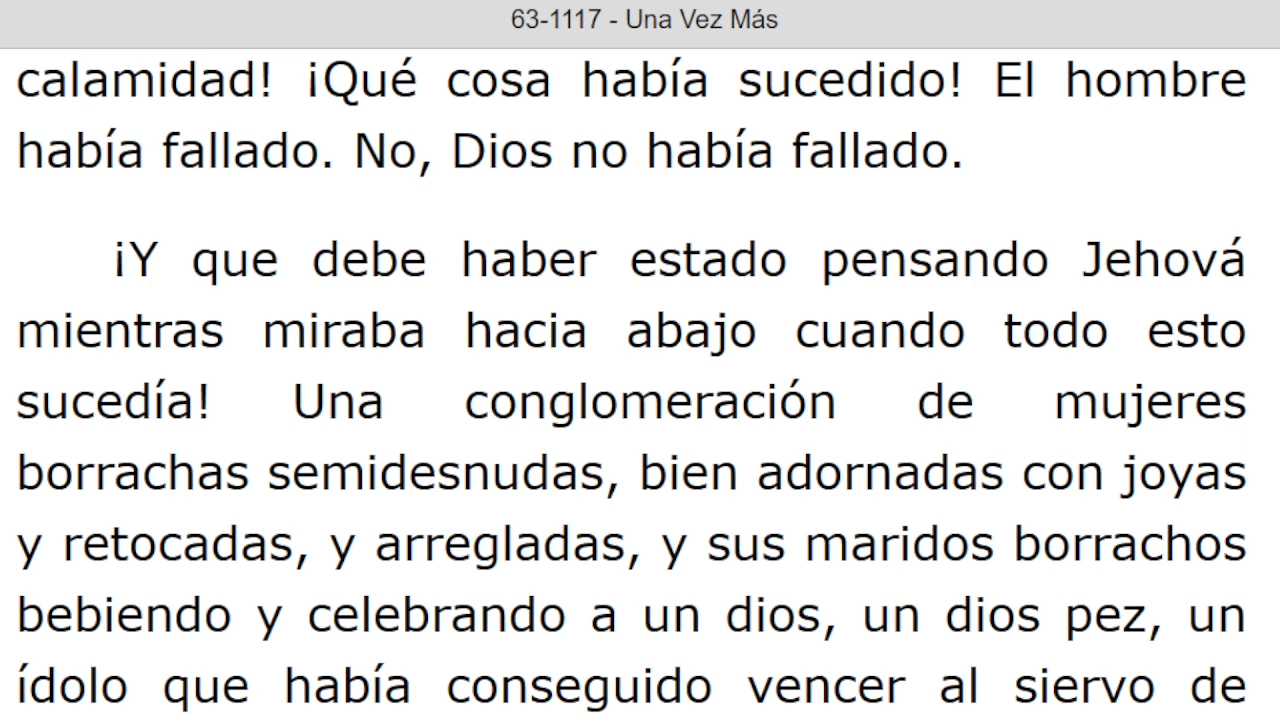 63-1117 - Una Vez Más
calamidad! ¡Qué cosa había sucedido! El hombre
había fallado. No, Dios no había fallado.
¡Y que debe haber estado pensando Jehová
mientras miraba hacia abajo cuando todo esto
sucedía! Una conglomeración de mujeres
borrachas semidesnudas, bien adornadas con joyas
y retocadas, y arregladas, y sus maridos borrachos
bebiendo y celebrando a un dios, un dios pez, un
ídolo que había conseguido vencer al siervo de